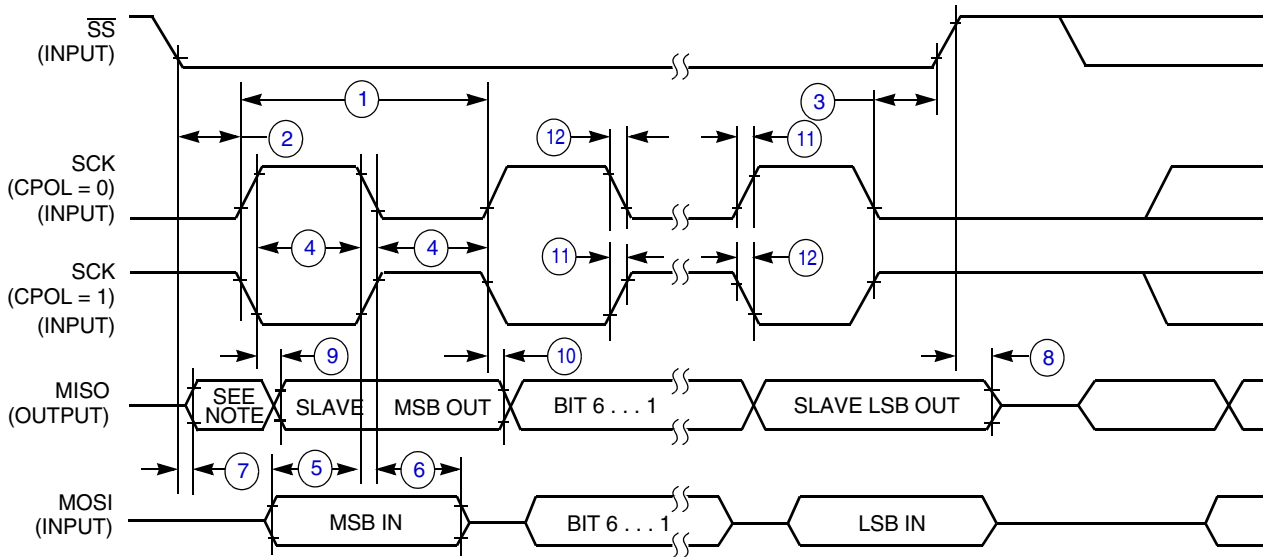 SS
(INPUT)
1
3
2
12
11
SCK
(CPOL = 0)
(INPUT)
4
4
11
12
SCK
(CPOL = 1)
(INPUT)
9
10
8
MISO
(OUTPUT)
SEE
NOTE
SLAVE
MSB OUT
BIT 6 . . . 1
SLAVE LSB OUT
7
5
6
MOSI
(INPUT)
MSB IN
BIT 6 . . . 1
LSB IN